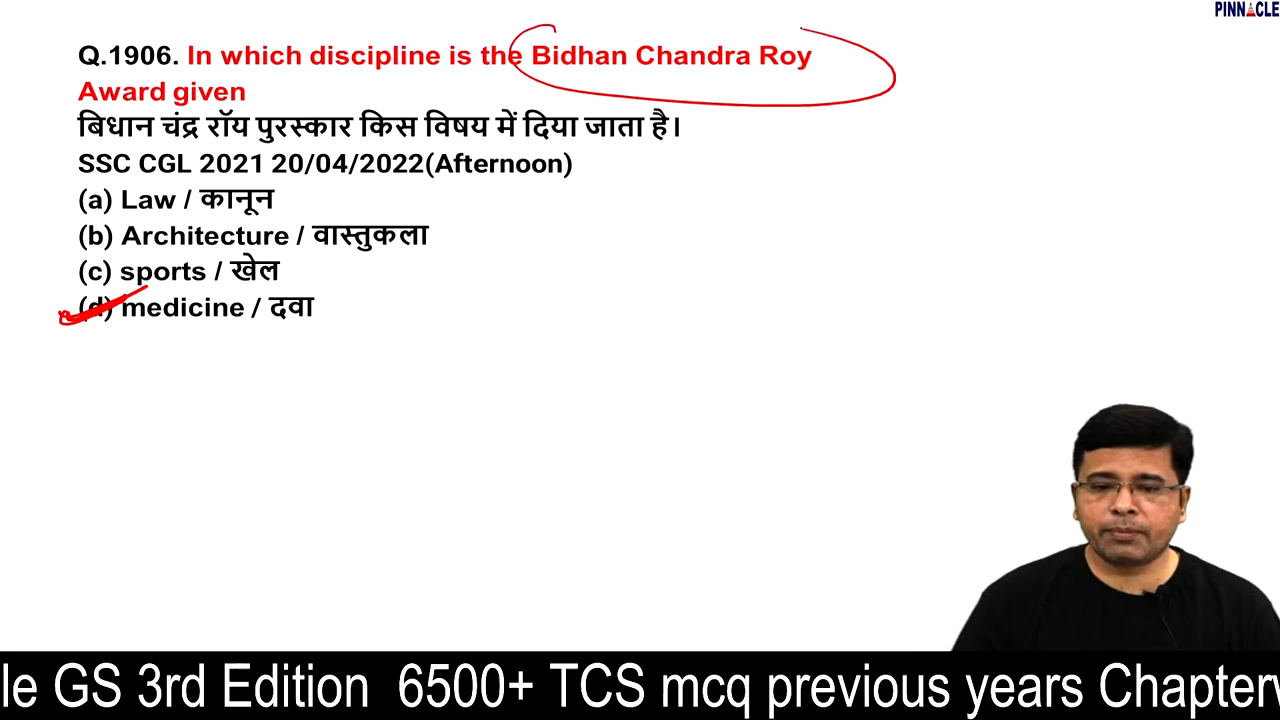 PINNACLE
Q.1906. In which discipline is the Bidhan Chandra Roy
Award given
बिधान चंद्र रॉय पुरस्कार किस विषय में दिया जाता है।
SSC CGL 2021 20/04/2022(Afternoon)
(a) Law / कानून
(b) Architecture / वास्तुकला
(c) sports / खेल
(d) medicine / दवा
le GS 3rd Edition 6500+ TCS mcq previous years Chapterw